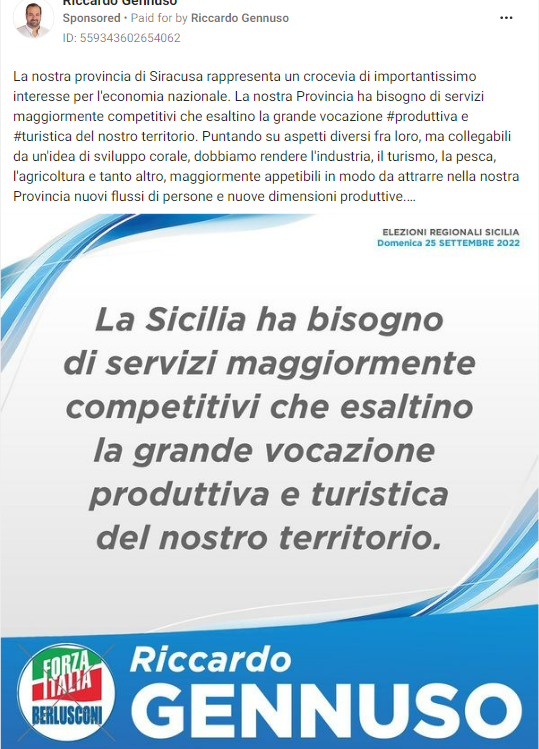 Riccardo Gennuso
Sponsored • Paid for by Riccardo Gennuso
ID: 559343602654062
La nostra provincia di Siracusa rappresenta un crocevia di importantissimo
interesse per l'economia nazionale. La nostra Provincia ha bisogno di servizi
maggiormente competitivi che esaltino la grande vocazione #produttiva e
#turistica del nostro territorio. Puntando su aspetti diversi fra loro, ma collegabili
da un'idea di sviluppo corale, dobbiamo rendere l'industria, il turismo, la pesca,
l'agricoltura e tanto altro, maggiormente appetibili in modo da attrarre nella nostra
Provincia nuovi flussi di persone e nuove dimensioni produttive....
ELEZIONI REGIONALI SICILIA
Domenica 25 SETTEMBRE 2022
La Sicilia ha bisogno
di servizi maggiormente
competitivi che esaltino
la grande vocazione
produttiva e turistica
del nostro territorio.
FORZA
ITALIA
BERLUSCONI
Riccardo
GENNUSO